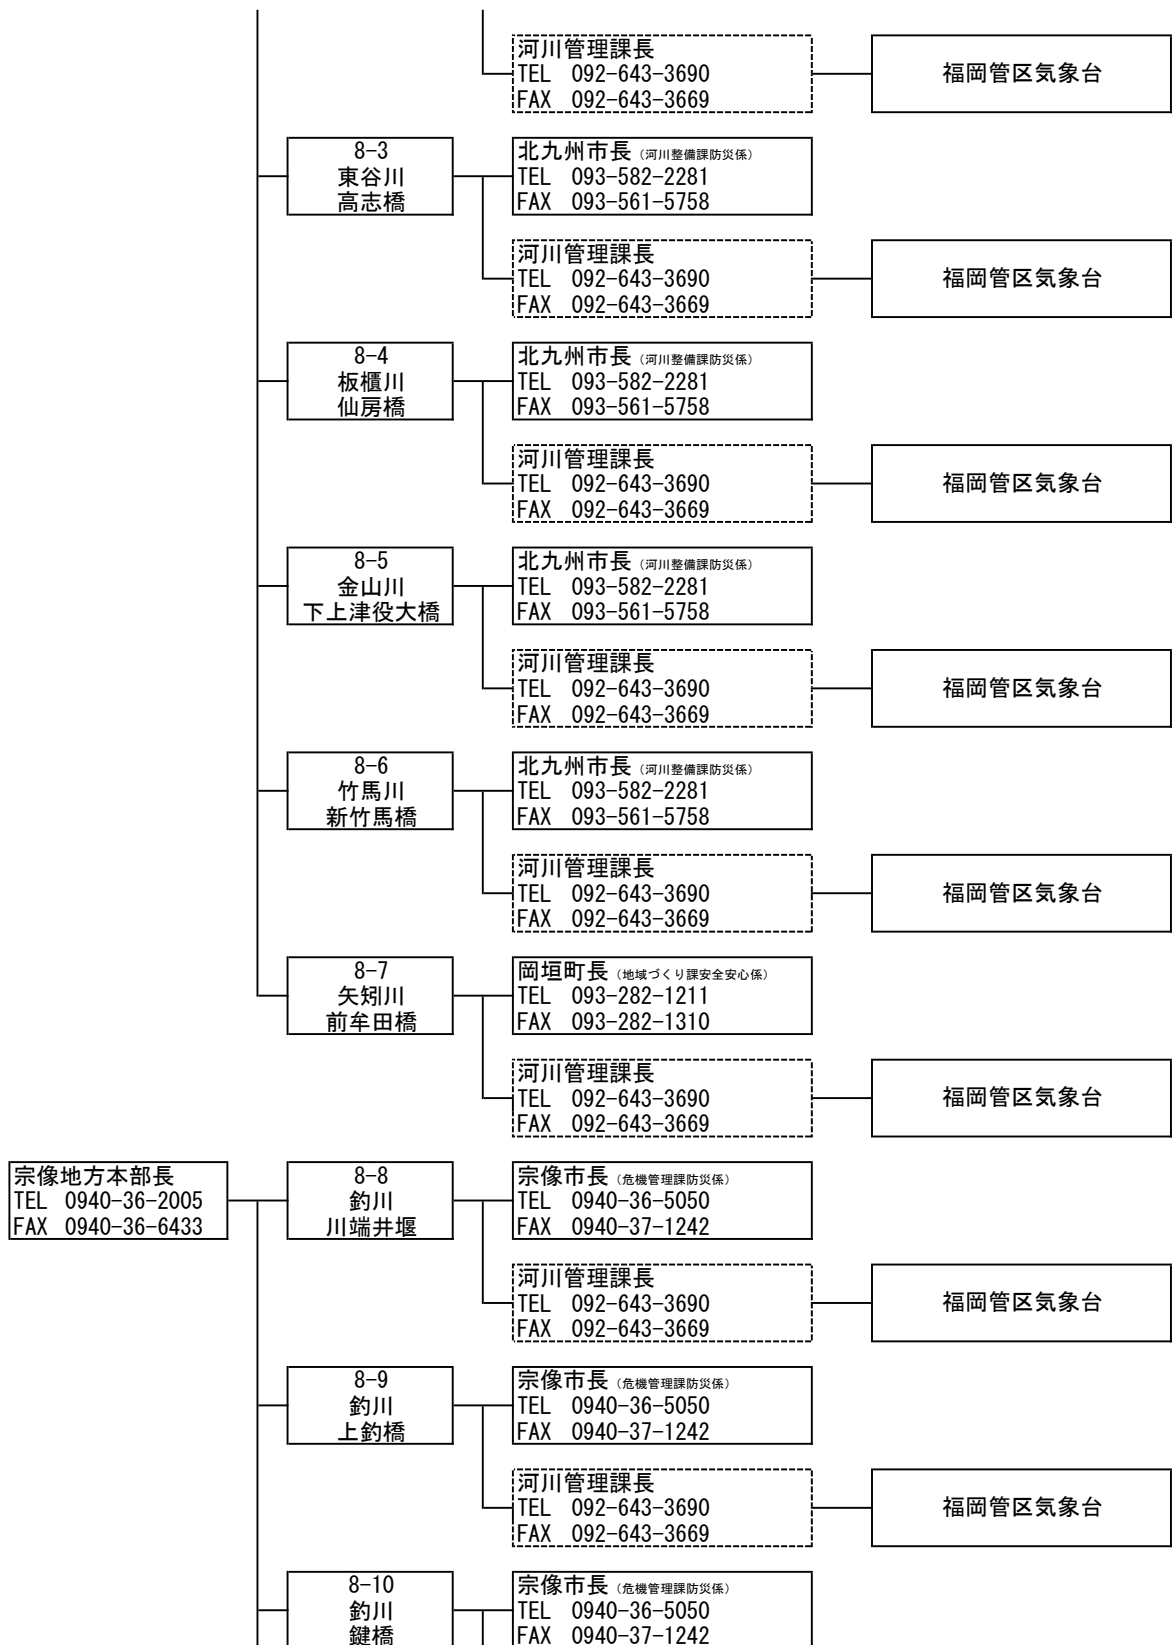 河川管理課長
TEL 092-643-3690
FAX 092-643-3669
福岡管区気象台
8-3
東谷川
高志橋
北九州市長（河川整備課防災係）
TEL 093-582-2281
FAX 093-561-5758
河川管理課長
TEL 092-643-3690
FAX 092-643-3669
福岡管区気象台
8-4
板櫃川
仙房橋
北九州市長（河川整備課防災係）
TEL 093-582-2281
FAX 093-561-5758
河川管理課長
TEL 092-643-3690
FAX 092-643-3669
福岡管区気象台
8-5
金山川
下上津役大橋
北九州市長（河川整備課防災係）
TEL 093-582-2281
FAX 093-561-5758
河川管理課長
TEL 092-643-3690
FAX 092-643-3669
福岡管区気象台
8-6
竹馬川
新竹馬橋
北九州市長（河川整備課防災係）
TEL 093-582-2281
FAX 093-561-5758
河川管理課長
TEL 092-643-3690
FAX 092-643-3669
福岡管区気象台
8-7
矢矧川
前牟田橋
岡垣町長（地域づくり課安全安心係）
TEL 093-282-1211
FAX 093-282-1310
河川管理課長
TEL 092-643-3690
FAX 092-643-3669
福岡管区気象台
宗像地方本部長
TEL 0940-36-2005
FAX 0940-36-6433
8-8
釣川
川端井堰
宗像市長（危機管理課防災係）
TEL 0940-36-5050
FAX 0940-37-1242
河川管理課長
TEL 092-643-3690
FAX 092-643-3669
福岡管区気象台
8-9
釣川
上釣橋
宗像市長（危機管理課防災係）
TEL 0940-36-5050
FAX 0940-37-1242
河川管理課長
TEL 092-643-3690
FAX 092-643-3669
福岡管区気象台
8-10
釣川
鍵橋
宗像市長（危機管理課防災係）
TEL 0940-36-5050
FAX 0940-37-1242